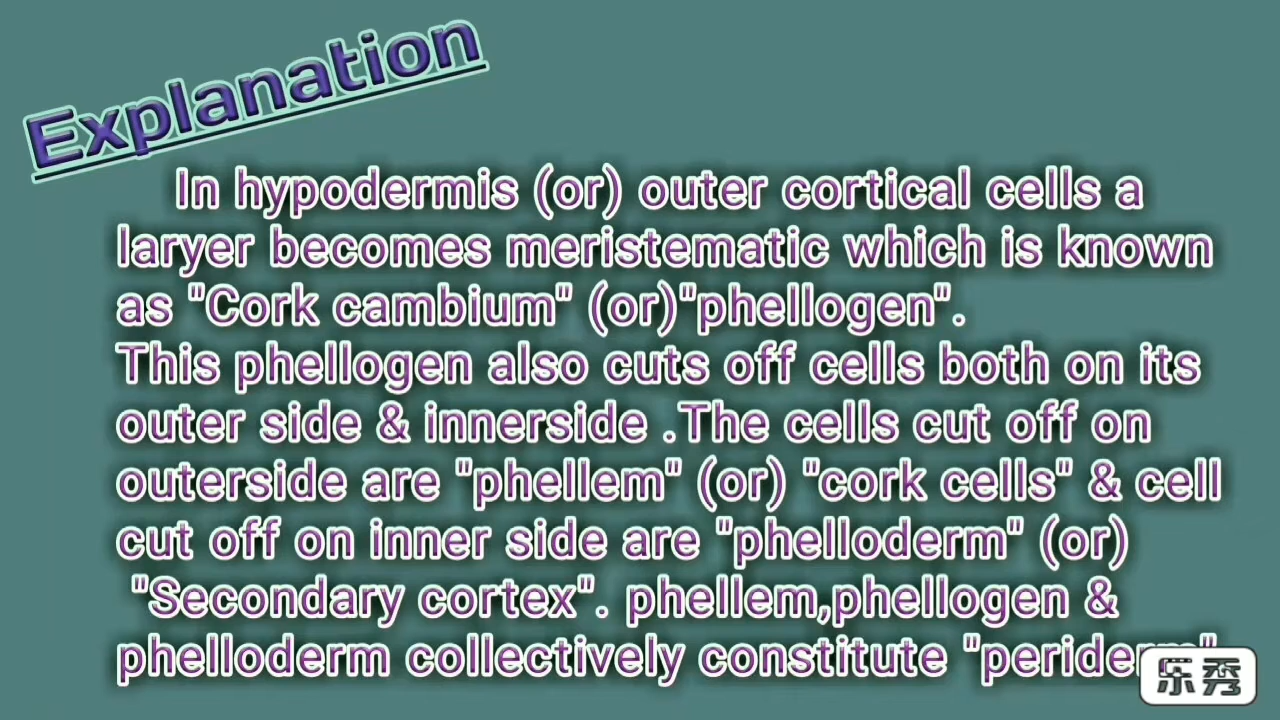 Explanation
In hypodermis (or) outer cortical cells a
laryer becomes meristematic which is known
as "Cork cambium" (or)"phellogen".
This phellogen also cuts off cells both on its
outer side & innerside .The cells cut off on
outerside are "phellem" (or) "cork cells" & cell
cut off on inner side are "phelloderm" (or)
"Secondary cortex". phellem,phellogen &
phelloderm collectively constitute
乐秀